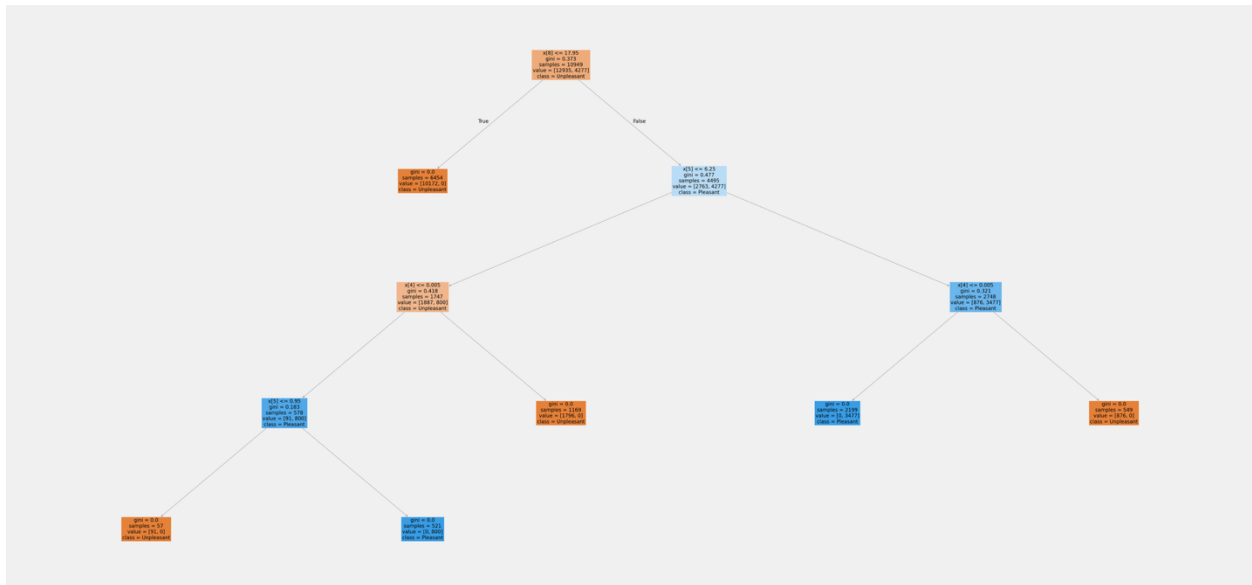 x[8] <= 17.95
gini = 0.373
samples = 10949
value = [12935, 4277]
class = Unpleasant
True
False
gini = 0.0
samples = 6454
value = [10172, 0]
class = Unpleasant
x[5] <= 6.25
gini = 0.477
samples = 4495
value = [2763, 4277]
class = Pleasant
x[4] <= 0.005
gini = 0.418
samples = 1747
value = [1887, 800]
class = Unpleasant
x[4] <= 0.005
gini = 0.321
samples = 2748
value = [876, 3477]
class = Pleasant
x[5] <= 0.95
gini = 0.183
samples = 578
value = [91, 800]
class = Pleasant
gini = 0.0
samples = 1169
value = [1796, 0]
class = Unpleasant
gini = 0.0
samples = 2199
value = [0, 3477]
class = Pleasant
gini = 0.0
samples = 549
value = [876, 0]
class = Unpleasant
gini = 0.0
samples = 57
value = [91, 0]
class = Unpleasant
gini = 0.0
samples = 521
value = [0, 800]
class = Pleasant